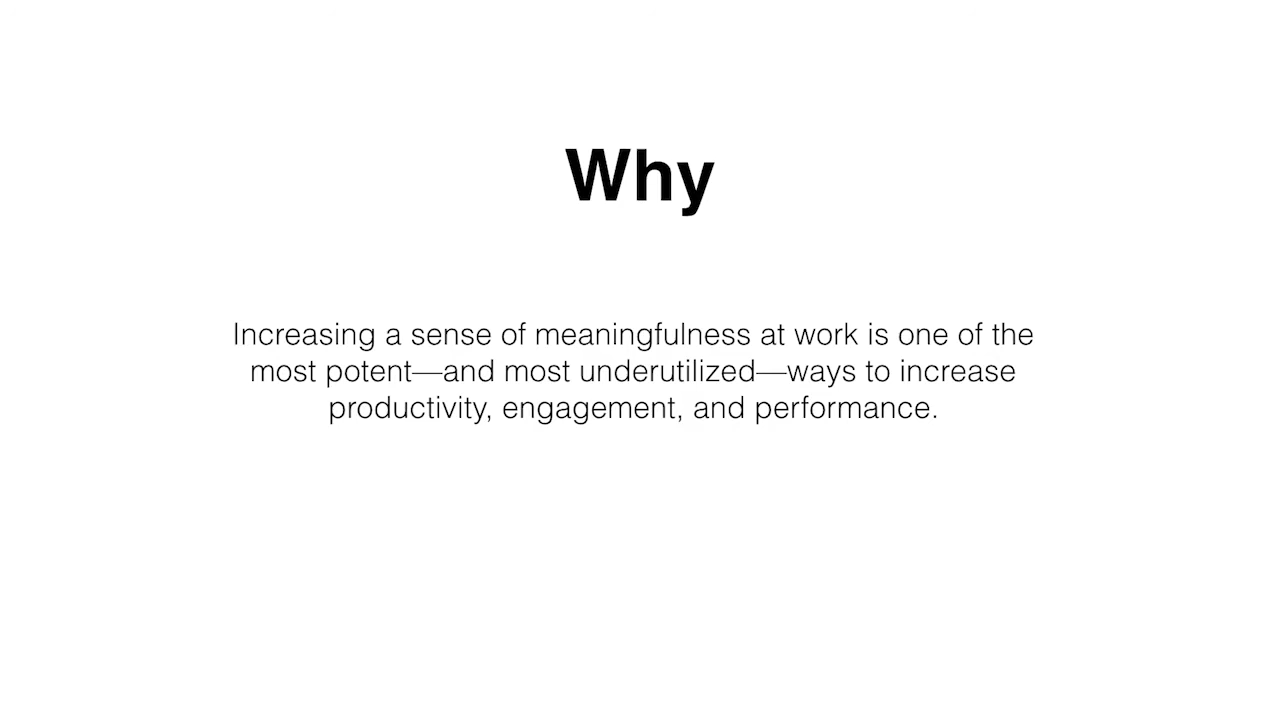 Why
Increasing a sense of meaningfulness at work is one of the
most potent—and most underutilized—ways to increase
productivity, engagement, and performance.